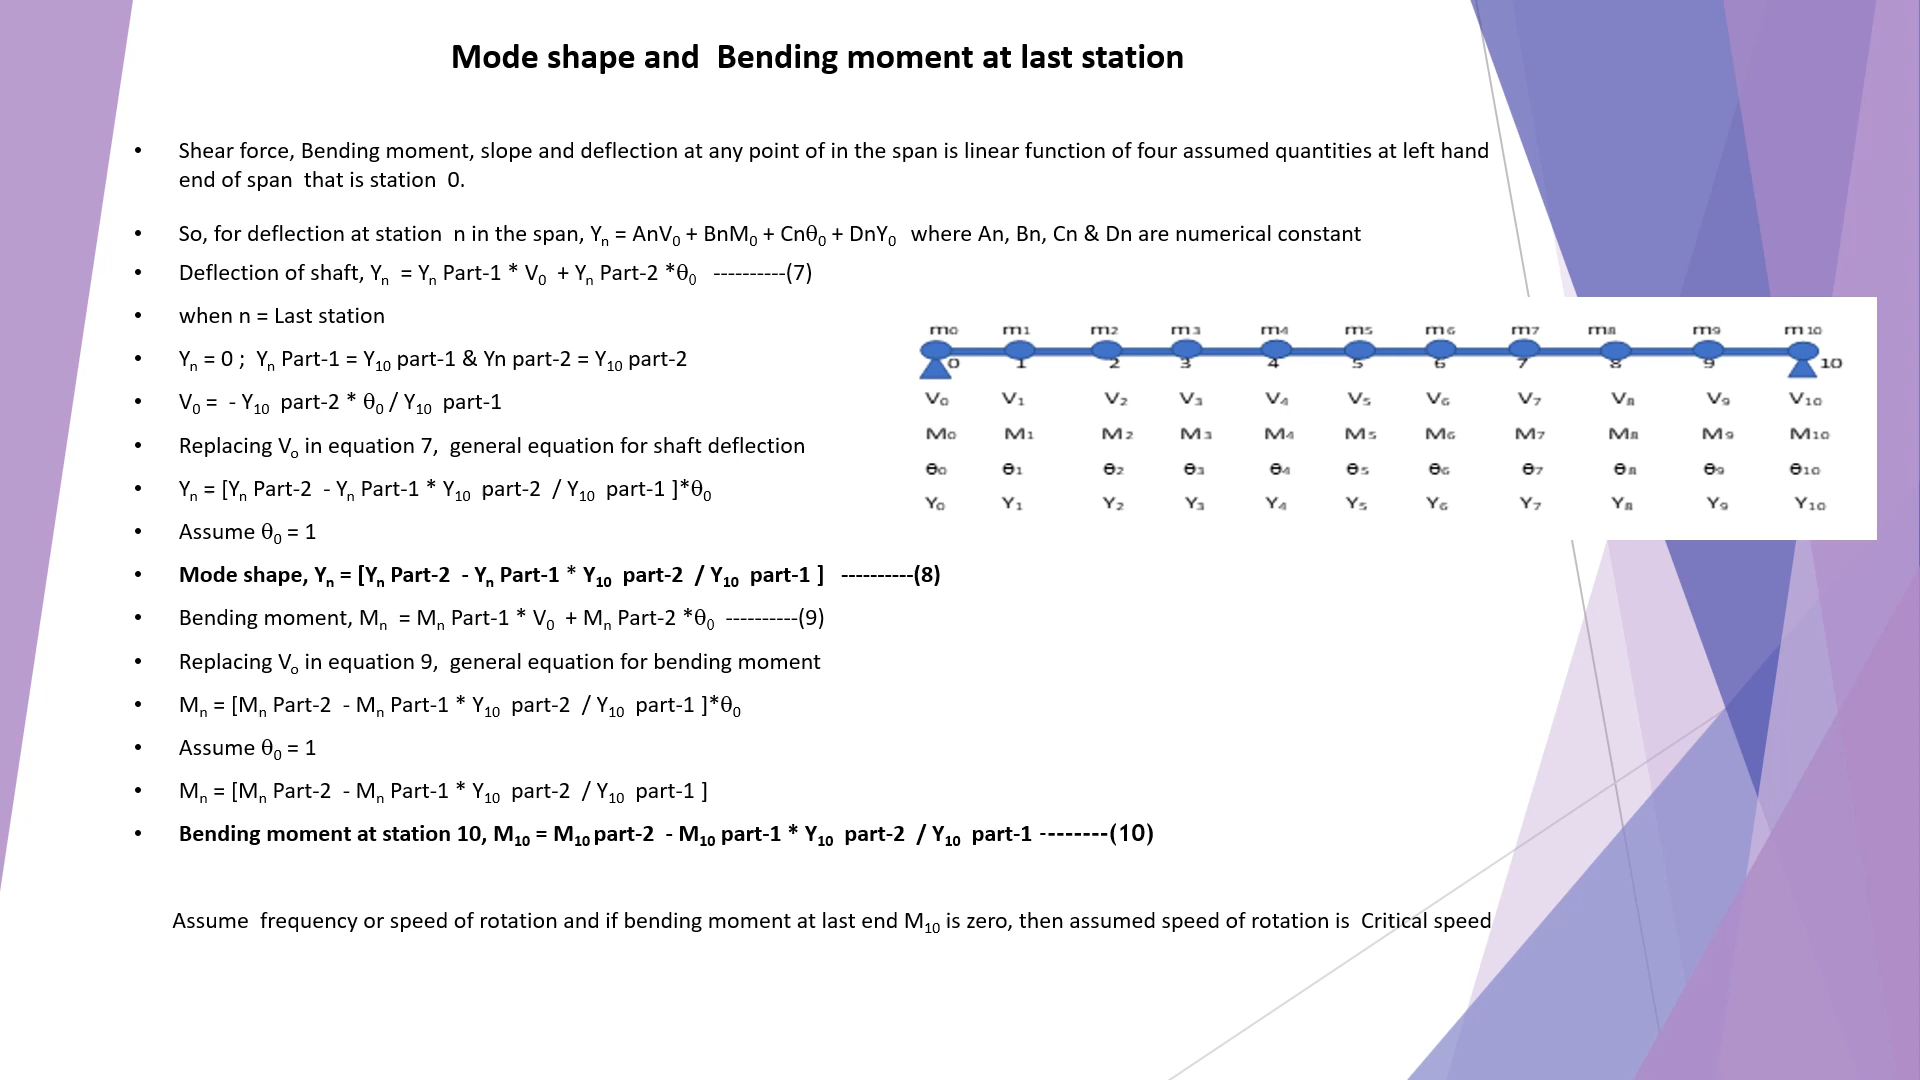 Mode shape and  Bending moment at last station
• Shear force, Bending moment, slope and deflection at any point of in the span is linear function of four assumed quantities at left hand
end of span  that is station  0.
• So, for deflection at station  n in the span, Yₙ = AnV₀ + BnM₀ + Cnθ₀ + DnY₀  where An, Bn, Cn & Dn are numerical constant
• Deflection of shaft, Yₙ  = Yₙ Part-1 * V₀  + Yₙ Part-2 *θ₀  ----------(7)
• when n = Last station
• Yₙ = 0 ;  Yₙ Part-1 = Y₁₀ part-1 & Yn part-2 = Y₁₀ part-2
• V₀ =  - Y₁₀  part-2 * θ₀ / Y₁₀  part-1
• Replacing Vₒ in equation 7,  general equation for shaft deflection
• Yₙ = [Yₙ Part-2  - Yₙ Part-1 * Y₁₀  part-2  / Y₁₀  part-1 ]*θ₀
• Assume θ₀ = 1
• Mode shape, Yₙ = [Yₙ Part-2  - Yₙ Part-1 * Y₁₀  part-2  / Y₁₀  part-1 ]  ----------(8)
• Bending moment, Mₙ  = Mₙ Part-1 * V₀  + Mₙ Part-2 *θ₀  ----------(9)
• Replacing Vₒ in equation 9,  general equation for bending moment
• Mₙ = [Mₙ Part-2  - Mₙ Part-1 * Y₁₀  part-2  / Y₁₀  part-1 ]*θ₀
• Assume θ₀ = 1
• Mₙ = [Mₙ Part-2  - Mₙ Part-1 * Y₁₀  part-2  / Y₁₀  part-1 ]
• Bending moment at station 10, M₁₀ = M₁₀ part-2  - M₁₀ part-1 * Y₁₀  part-2  / Y₁₀  part-1 --------(10)
Assume  frequency or speed of rotation and if bending moment at last end M₁₀ is zero, then assumed speed of rotation is  Critical speed
m₀ m₁ m₂ m₃ m₄ m₅ m₆ m₇ m₈ m₉ m₁₀
0 1 2 3 4 5 6 7 8 9 10
V₀ V₁ V₂ V₃ V₄ V₅ V₆ V₇ V₈ V₉ V₁₀
M₀ M₁ M₂ M₃ M₄ M₅ M₆ M₇ M₈ M₉ M₁₀
θ₀ θ₁ θ₂ θ₃ θ₄ θ₅ θ₆ θ₇ θ₈ θ₉ θ₁₀
Y₀ Y₁ Y₂ Y₃ Y₄ Y₅ Y₆ Y₇ Y₈ Y₉ Y₁₀